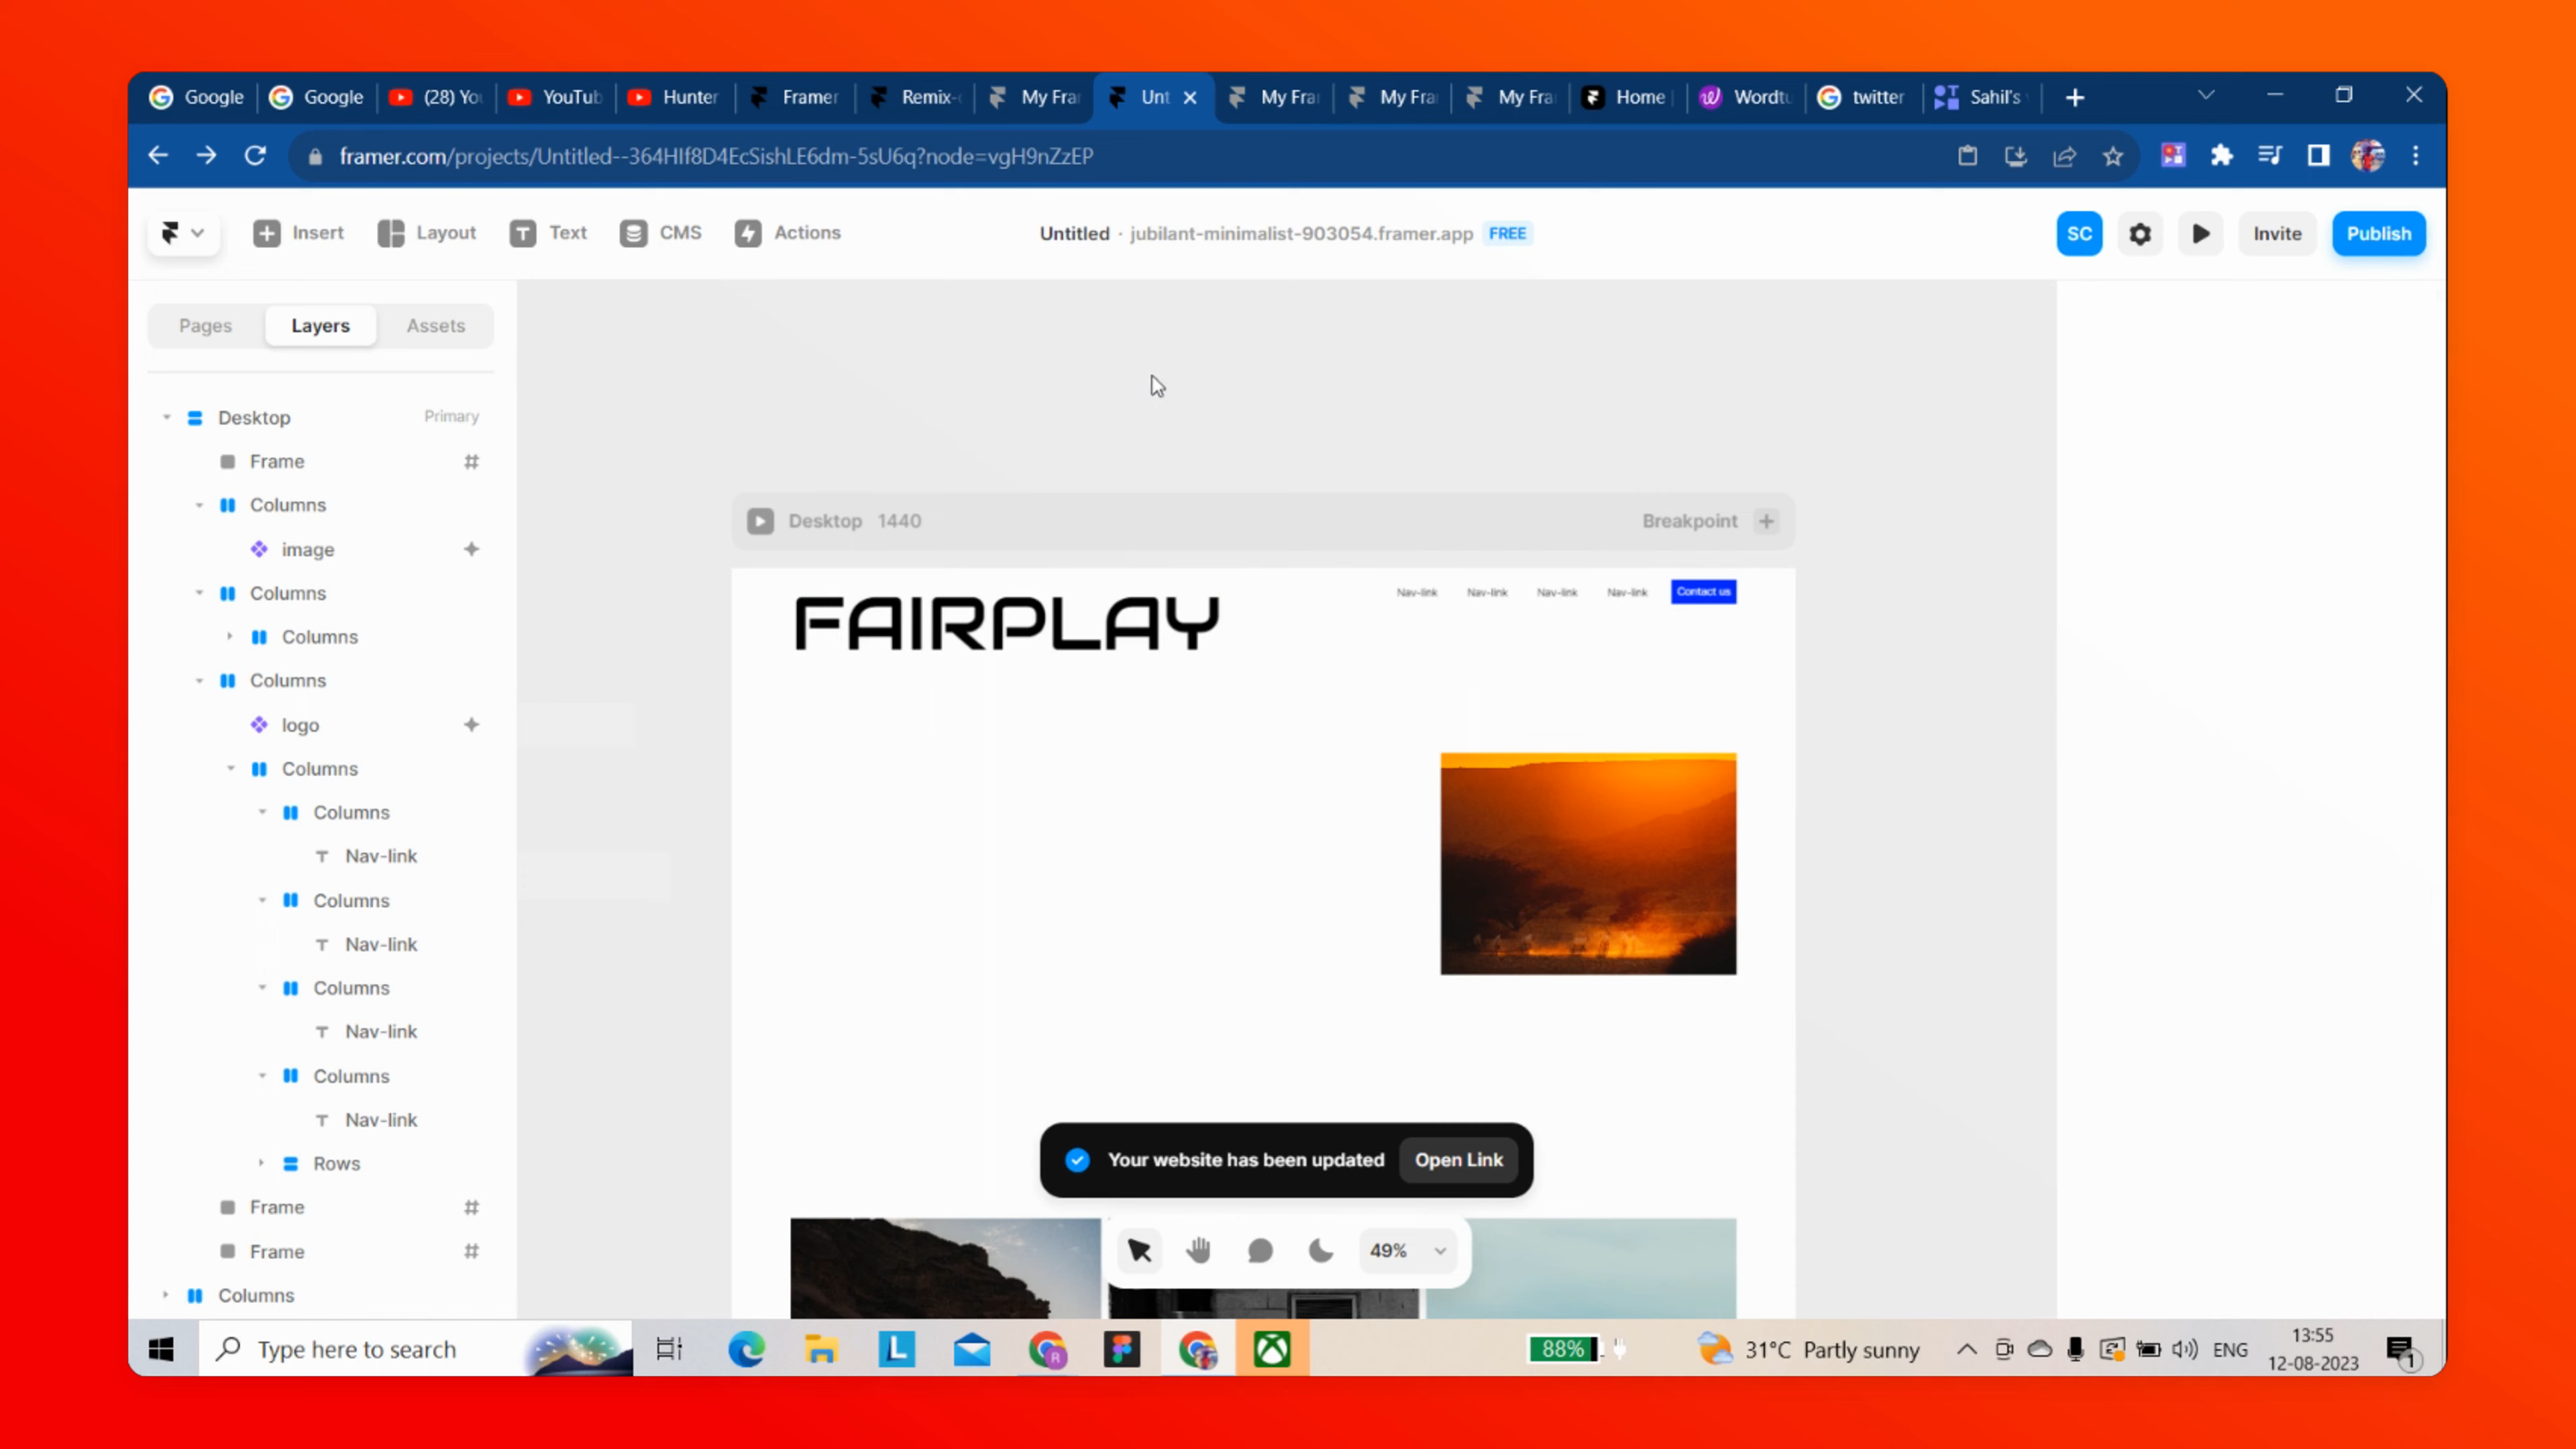 Google
Google
(28) Yo
YouTub
Hunter
Framer
Remix-
My Fra
Unt
My Fra
My Fra
My Fra
Home
Wordtu
twitter
Sahil's
framer.com/projects/Untitled--364HIf8D4EcSishLE6dm-5sU6q?node=vgH9nZzEP
Insert
Layout
Text
CMS
Actions
Untitled · jubilant-minimalist-903054.framer.app FREE
SC
Invite
Publish
Pages
Layers
Assets
Desktop
Primary
Frame
Columns
image
Columns
Columns
Columns
logo
Columns
Columns
Nav-link
Columns
Nav-link
Columns
Nav-link
Columns
Nav-link
Rows
Frame
Frame
Columns
Desktop 1440
Breakpoint
FAIRPLAY
Nav-link
Nav-link
Nav-link
Nav-link
Contact us
Your website has been updated
Open Link
49%
Type here to search
88%
31°C Partly sunny
ENG
13:55
12-08-2023
1